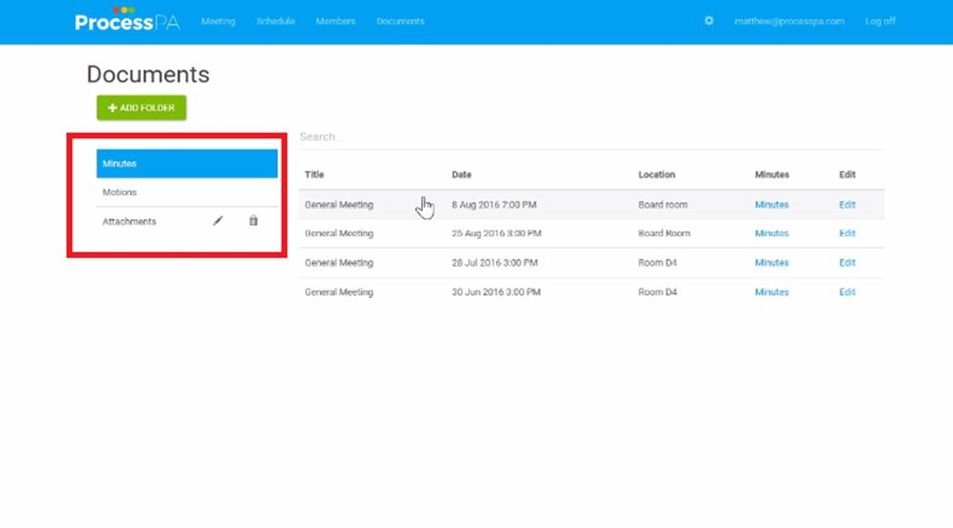 ProcessPA Meeting Schedule Members Documents matthew@processpa.com Log off
Documents
+ ADD FOLDER
Search...
Minutes
Motions
Attachments
Title Date Location Minutes Edit
General Meeting 8 Aug 2016 7:00 PM Board room Minutes Edit
General Meeting 25 Aug 2016 3:00 PM Board Room Minutes Edit
General Meeting 28 Jul 2016 3:00 PM Room D4 Minutes Edit
General Meeting 30 Jun 2016 3:00 PM Room D4 Minutes Edit